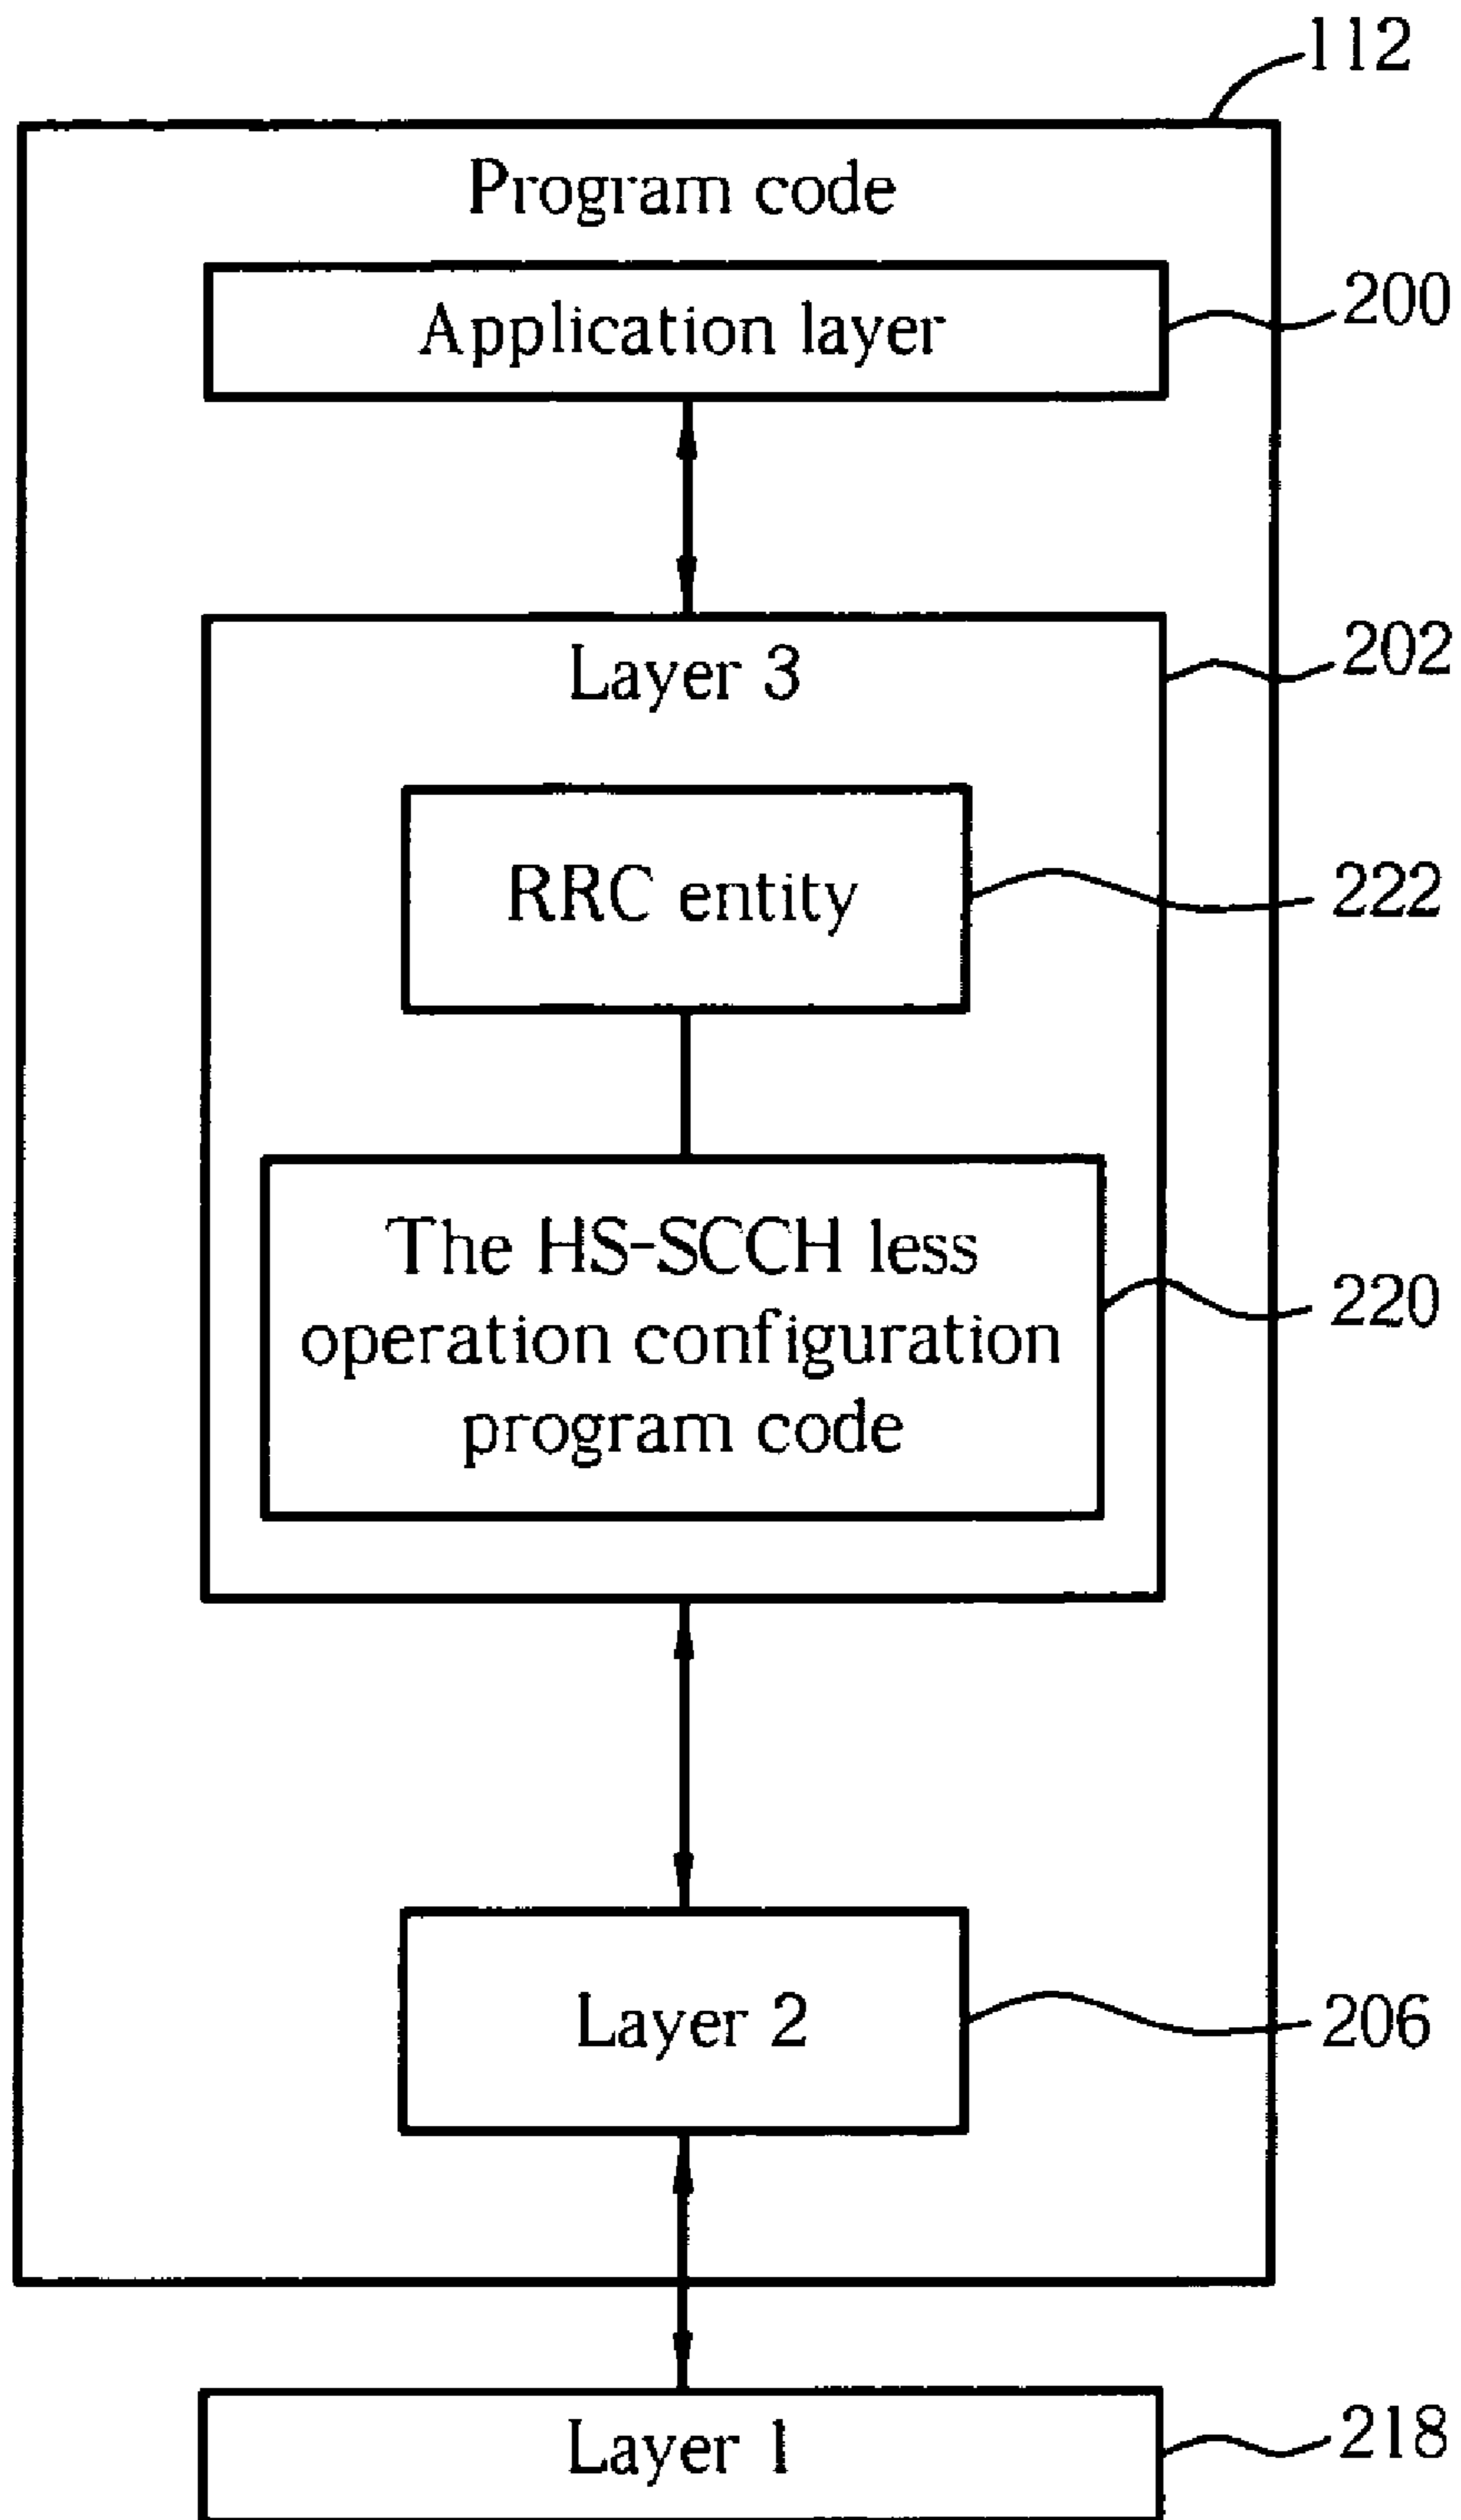 112
Program code
Application layer
200
Layer 3
202
RRC entity
222
The HS-SCCH less
operation configuration
program code
220
Layer 2
206
Layer 1
218